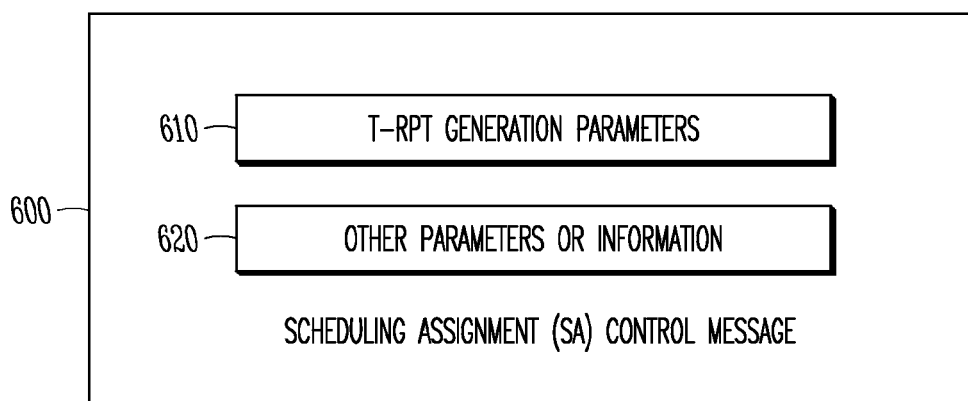 610 T-RPT GENERATION PARAMETERS
600
620 OTHER PARAMETERS OR INFORMATION
SCHEDULING ASSIGNMENT (SA) CONTROL MESSAGE